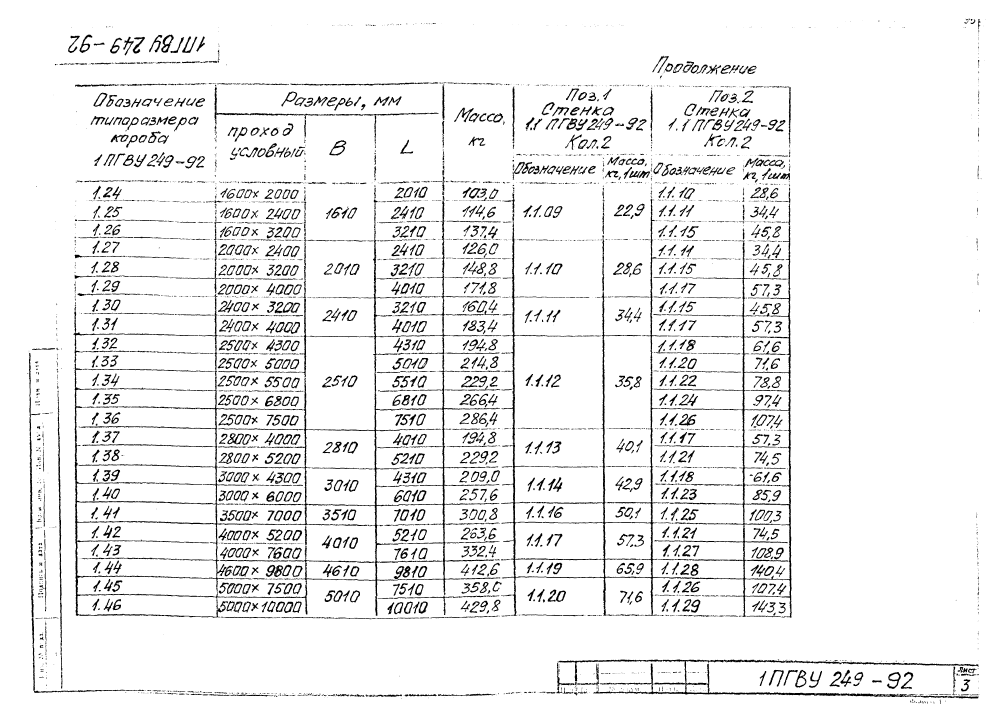 1ПГВУ 249-92
Продолжение
Обозначение типоразмера короба 1ПГВУ249-92 | Размеры, мм | Масса, кг | Поз.1 Стенка 1.1 ПГВУ249-92 Кол.2 | Поз.2 Стенка 1.1 ПГВУ249-92 Кол.2
проход условный | B | L | Обозначение | Масса, кг, 1шт | Обозначение | Масса, кг, 1шт
1.24 1600×2000 2010 103,0 1.1.10 28,6
1.25 1600×2400 1610 2410 114,6 1.1.09 22,9 1.1.11 34,4
1.26 1600×3200 3210 137,4 1.1.15 45,8
1.27 2000×2400 2410 126,0 1.1.11 34,4
1.28 2000×3200 2010 3210 148,8 1.1.10 28,6 1.1.15 45,8
1.29 2000×4000 4010 171,8 1.1.17 57,3
1.30 2400×3200 2410 3210 160,4 1.1.11 34,4 1.1.15 45,8
1.31 2400×4000 4010 183,4 1.1.17 57,3
1.32 2500×4300 4310 194,8 1.1.18 61,6
1.33 2500×5000 5010 214,8 1.1.20 71,6
1.34 2500×5500 2510 5510 229,2 1.1.12 35,8 1.1.22 78,8
1.35 2500×6800 6810 266,4 1.1.24 97,4
1.36 2500×7500 7510 286,4 1.1.26 107,4
1.37 2800×4000 2810 4010 194,8 1.1.13 40,1 1.1.17 57,3
1.38 2800×5200 5210 229,2 1.1.21 74,5
1.39 3000×4300 3010 4310 209,0 1.1.14 42,9 1.1.18 61,6
1.40 3000×6000 6010 257,6 1.1.23 85,9
1.41 3500×7000 3510 7010 300,8 1.1.16 50,1 1.1.25 100,3
1.42 4000×5200 4010 5210 263,6 1.1.17 57,3 1.1.21 74,5
1.43 4000×7600 7610 332,4 1.1.27 108,9
1.44 4600×9800 4610 9810 412,6 1.1.19 65,9 1.1.28 140,4
1.45 5000×7500 5010 7510 358,0 1.1.20 71,6 1.1.26 107,4
1.46 5000×10000 10010 429,8 1.1.29 143,3
1ПГВУ 249-92
Лист
3